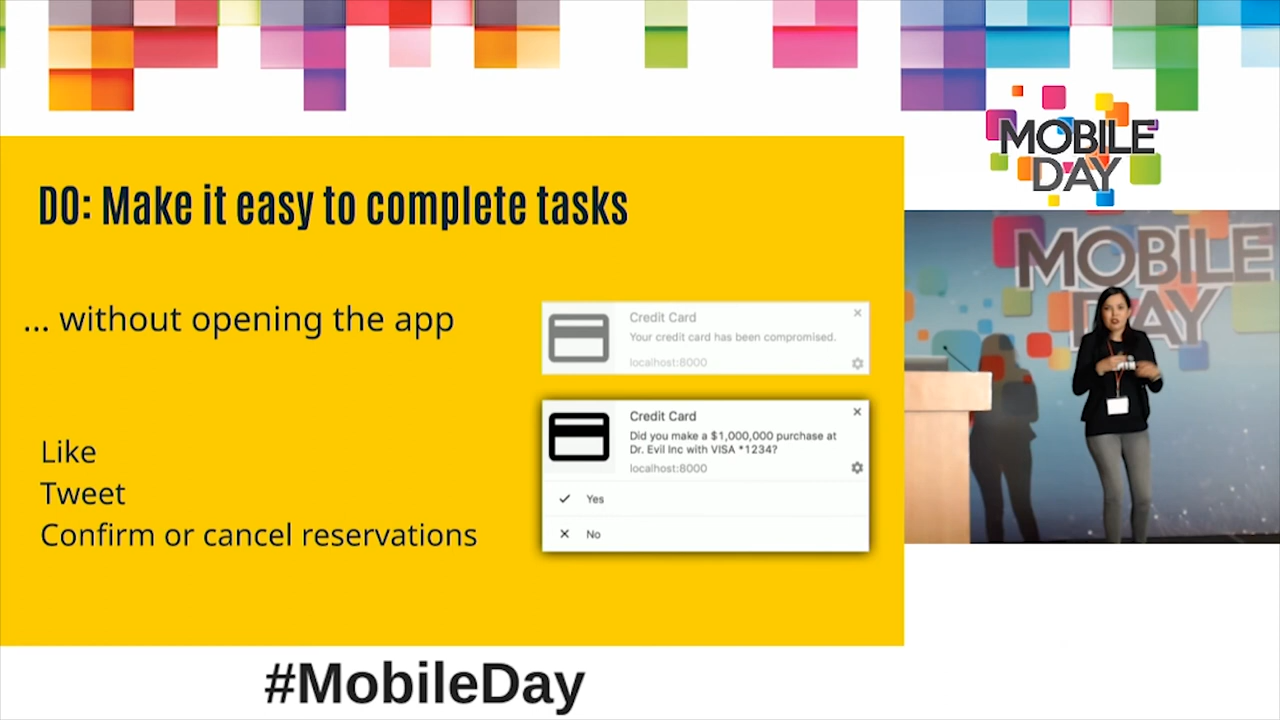 MOBILE
DAY
DO: Make it easy to complete tasks
... without opening the app
Like
Tweet
Confirm or cancel reservations
Credit Card
Your credit card has been compromised.
localhost:8000
Credit Card
Did you make a $1,000,000 purchase at
Dr. Evil Inc with VISA *1234?
localhost:8000
Yes
No
MOBILE
DAY
#MobileDay